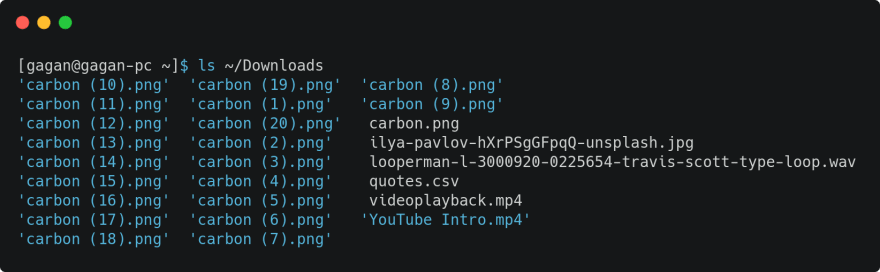 [gagan@gagan-pc ~]$ ls ~/Downloads
'carbon (10).png'  'carbon (19).png'  'carbon (8).png'
'carbon (11).png'  'carbon (1).png'   'carbon (9).png'
'carbon (12).png'  'carbon (20).png'   carbon.png
'carbon (13).png'  'carbon (2).png'    ilya-pavlov-hXrPSgGFpqQ-unsplash.jpg
'carbon (14).png'  'carbon (3).png'    looperman-l-3000920-0225654-travis-scott-type-loop.wav
'carbon (15).png'  'carbon (4).png'    quotes.csv
'carbon (16).png'  'carbon (5).png'    videoplayback.mp4
'carbon (17).png'  'carbon (6).png'   'YouTube Intro.mp4'
'carbon (18).png'  'carbon (7).png'